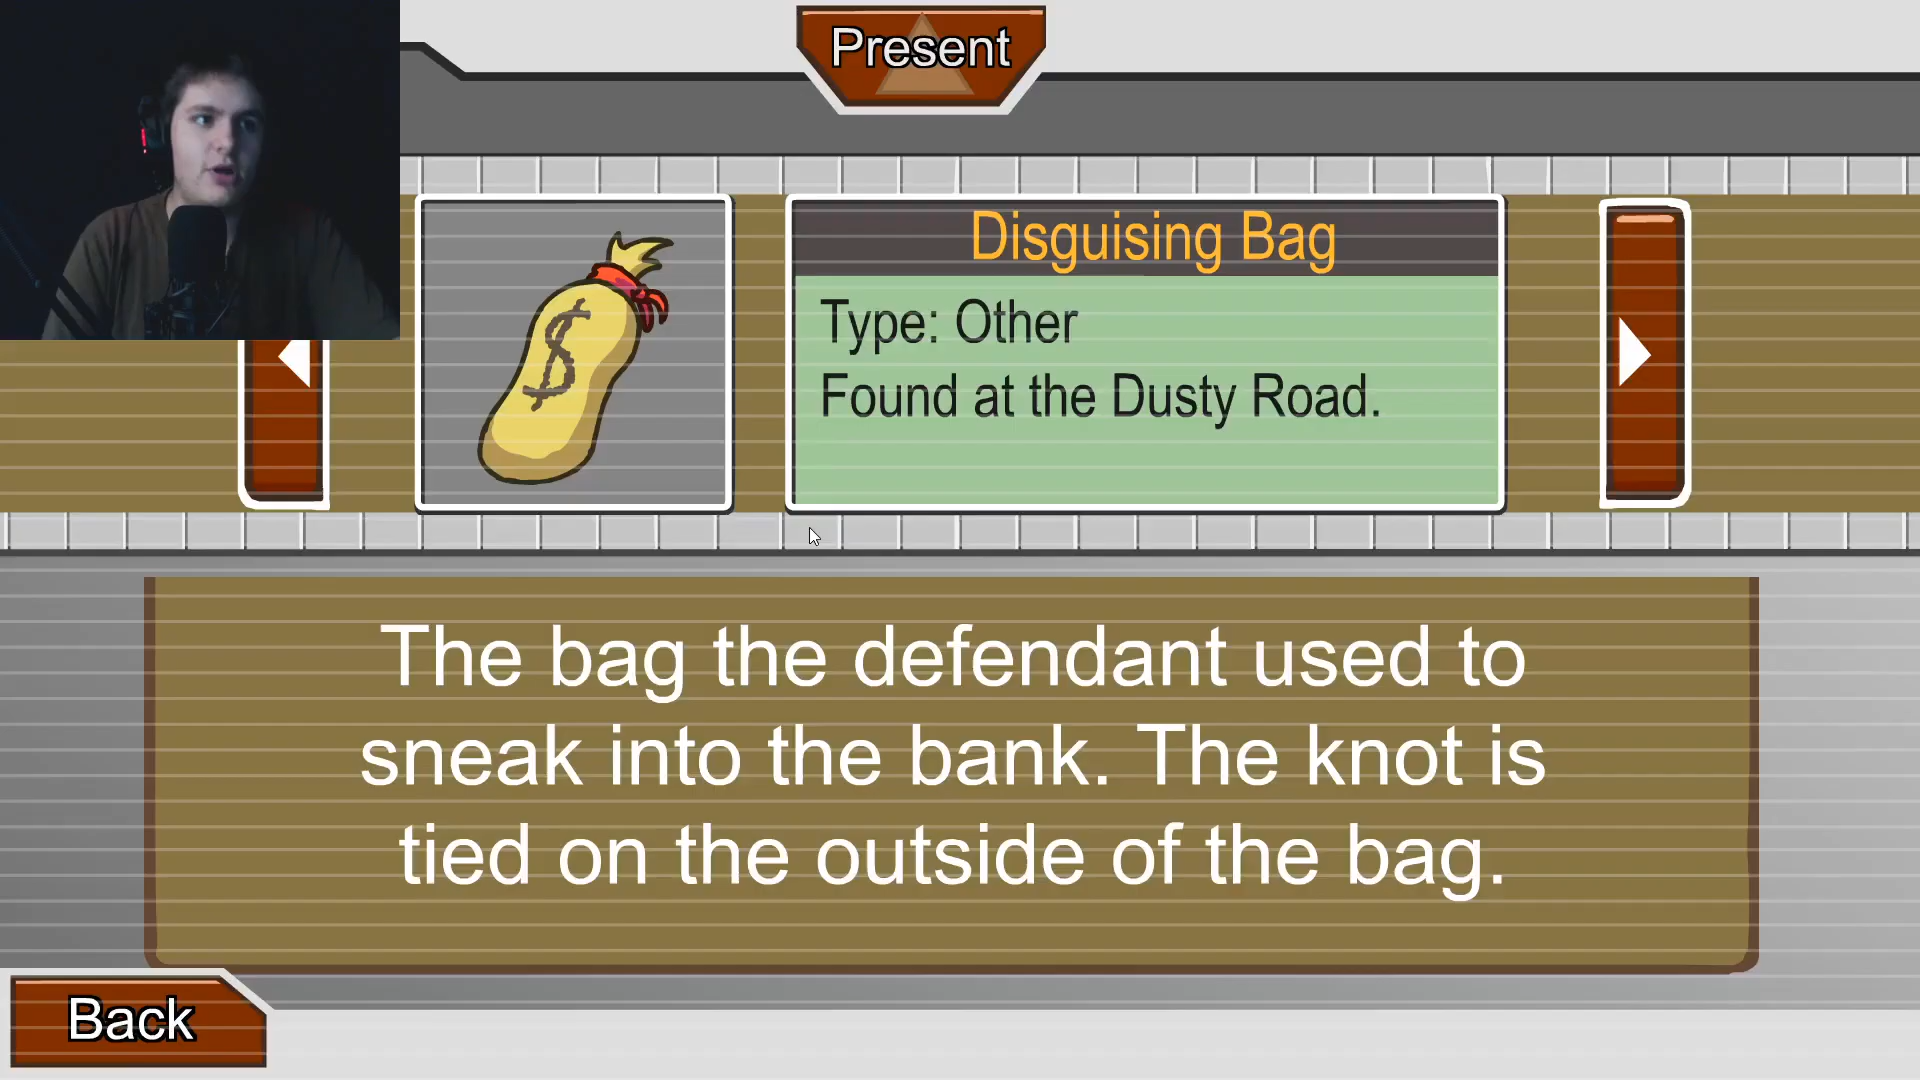 Present
Disguising Bag
Type: Other
Found at the Dusty Road.
$
The bag the defendant used to
sneak into the bank. The knot is
tied on the outside of the bag.
Back